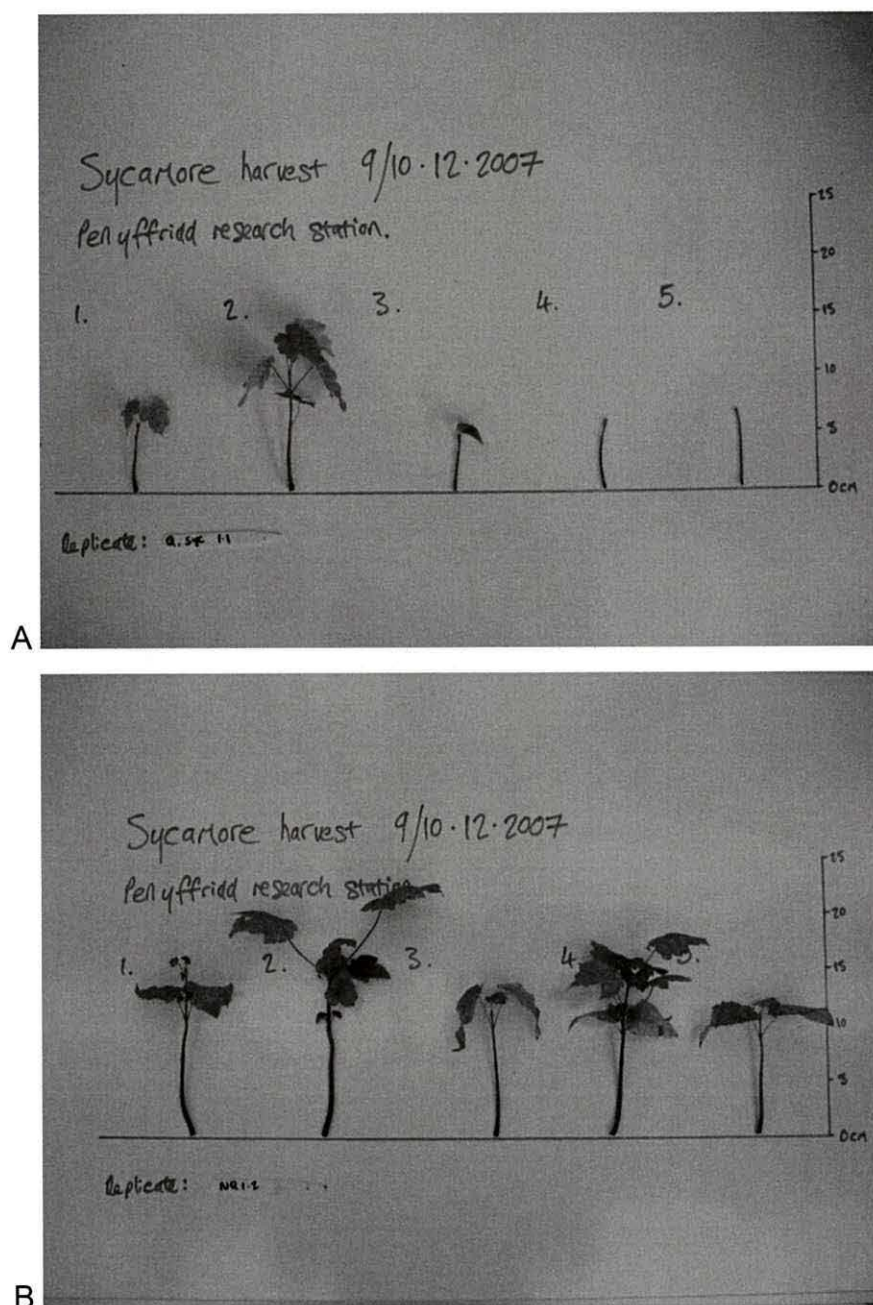 Sycamore harvest 9/10.12.2007
Penyffridd research station.
25
20
15
10
5
0cm
1. 2. 3. 4. 5.
Replicate:
A
Sycamore harvest 9/10.12.2007
Penyffridd research station
25
20
15
10
5
0cm
1. 2. 3. 4. 5.
Replicate: NQ1.2
B